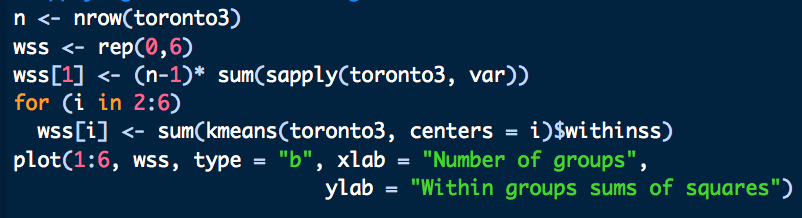 n <- nrow(toronto3)
wss <- rep(0,6)
wss[1] <- (n-1)* sum(sapply(toronto3, var))
for (i in 2:6)
  wss[i] <- sum(kmeans(toronto3, centers = i)$withinss)
plot(1:6, wss, type = "b", xlab = "Number of groups",
                         ylab = "Within groups sums of squares")